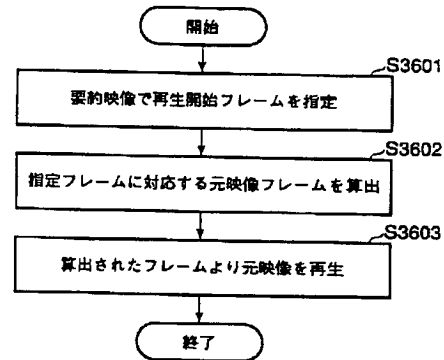 開始
S3601
要約映像で再生開始フレームを指定
S3602
指定フレームに対応する元映像フレームを算出
S3603
算出されたフレームより元映像を再生
終了